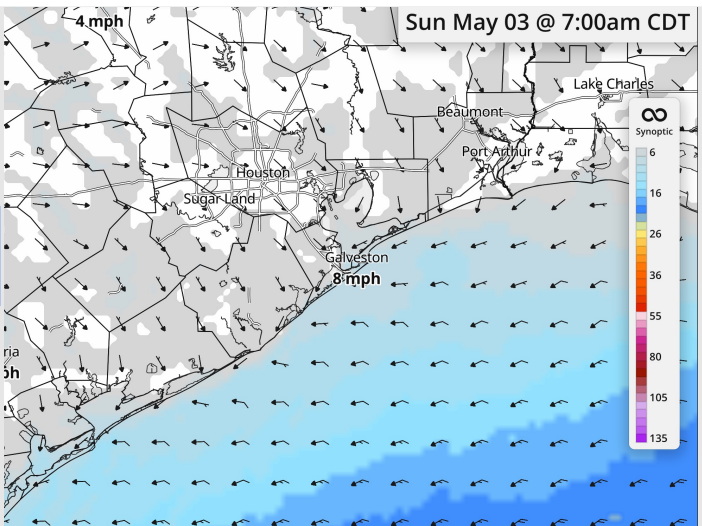 4 mph
Sun May 03 @ 7:00am CDT
Lake Charles
Synoptic
Beaumont
Port Arthur
Houston
Sugar Land
Galveston
8 mph
6
16
26
36
55
80
105
135
ria